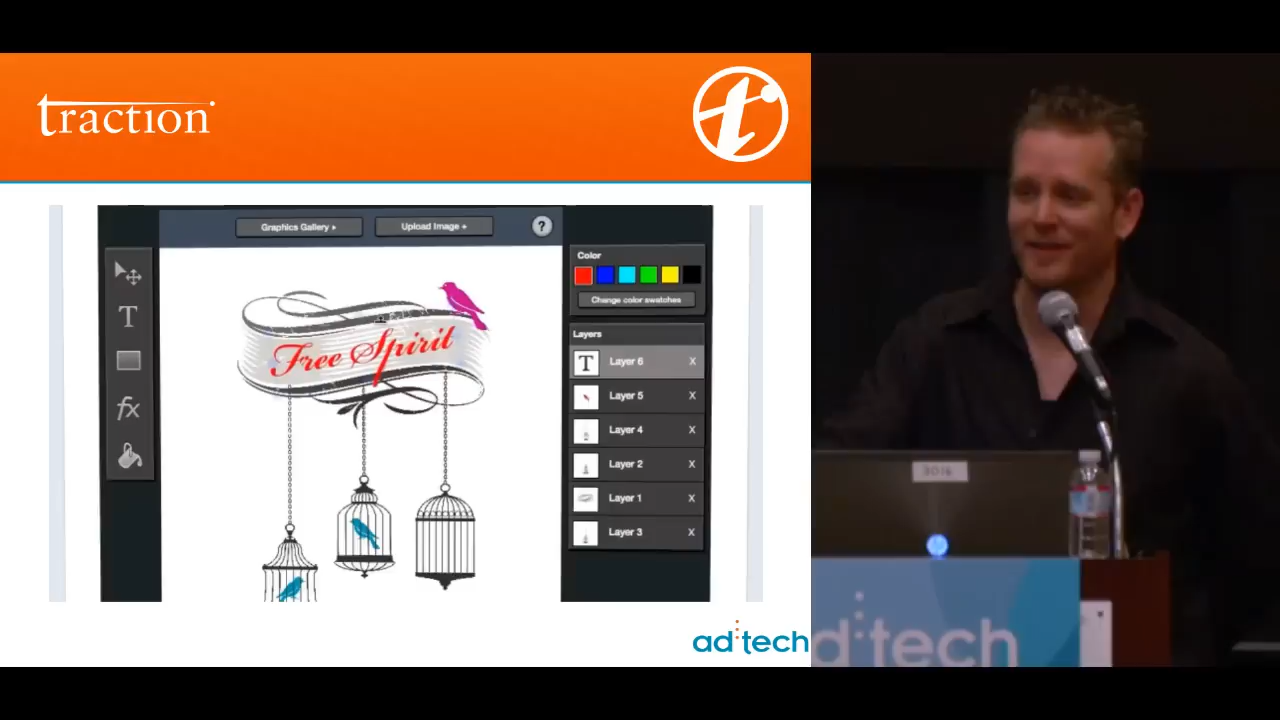 traction
t
Graphics Gallery
Upload Image +
?
Color
Change color swatches
Layers
T
T
Layer 6 X
Layer 5 X
fx
Layer 4 X
Layer 2 X
Layer 1 X
Layer 3 X
Free Spirit
ad:tech
ad:tech